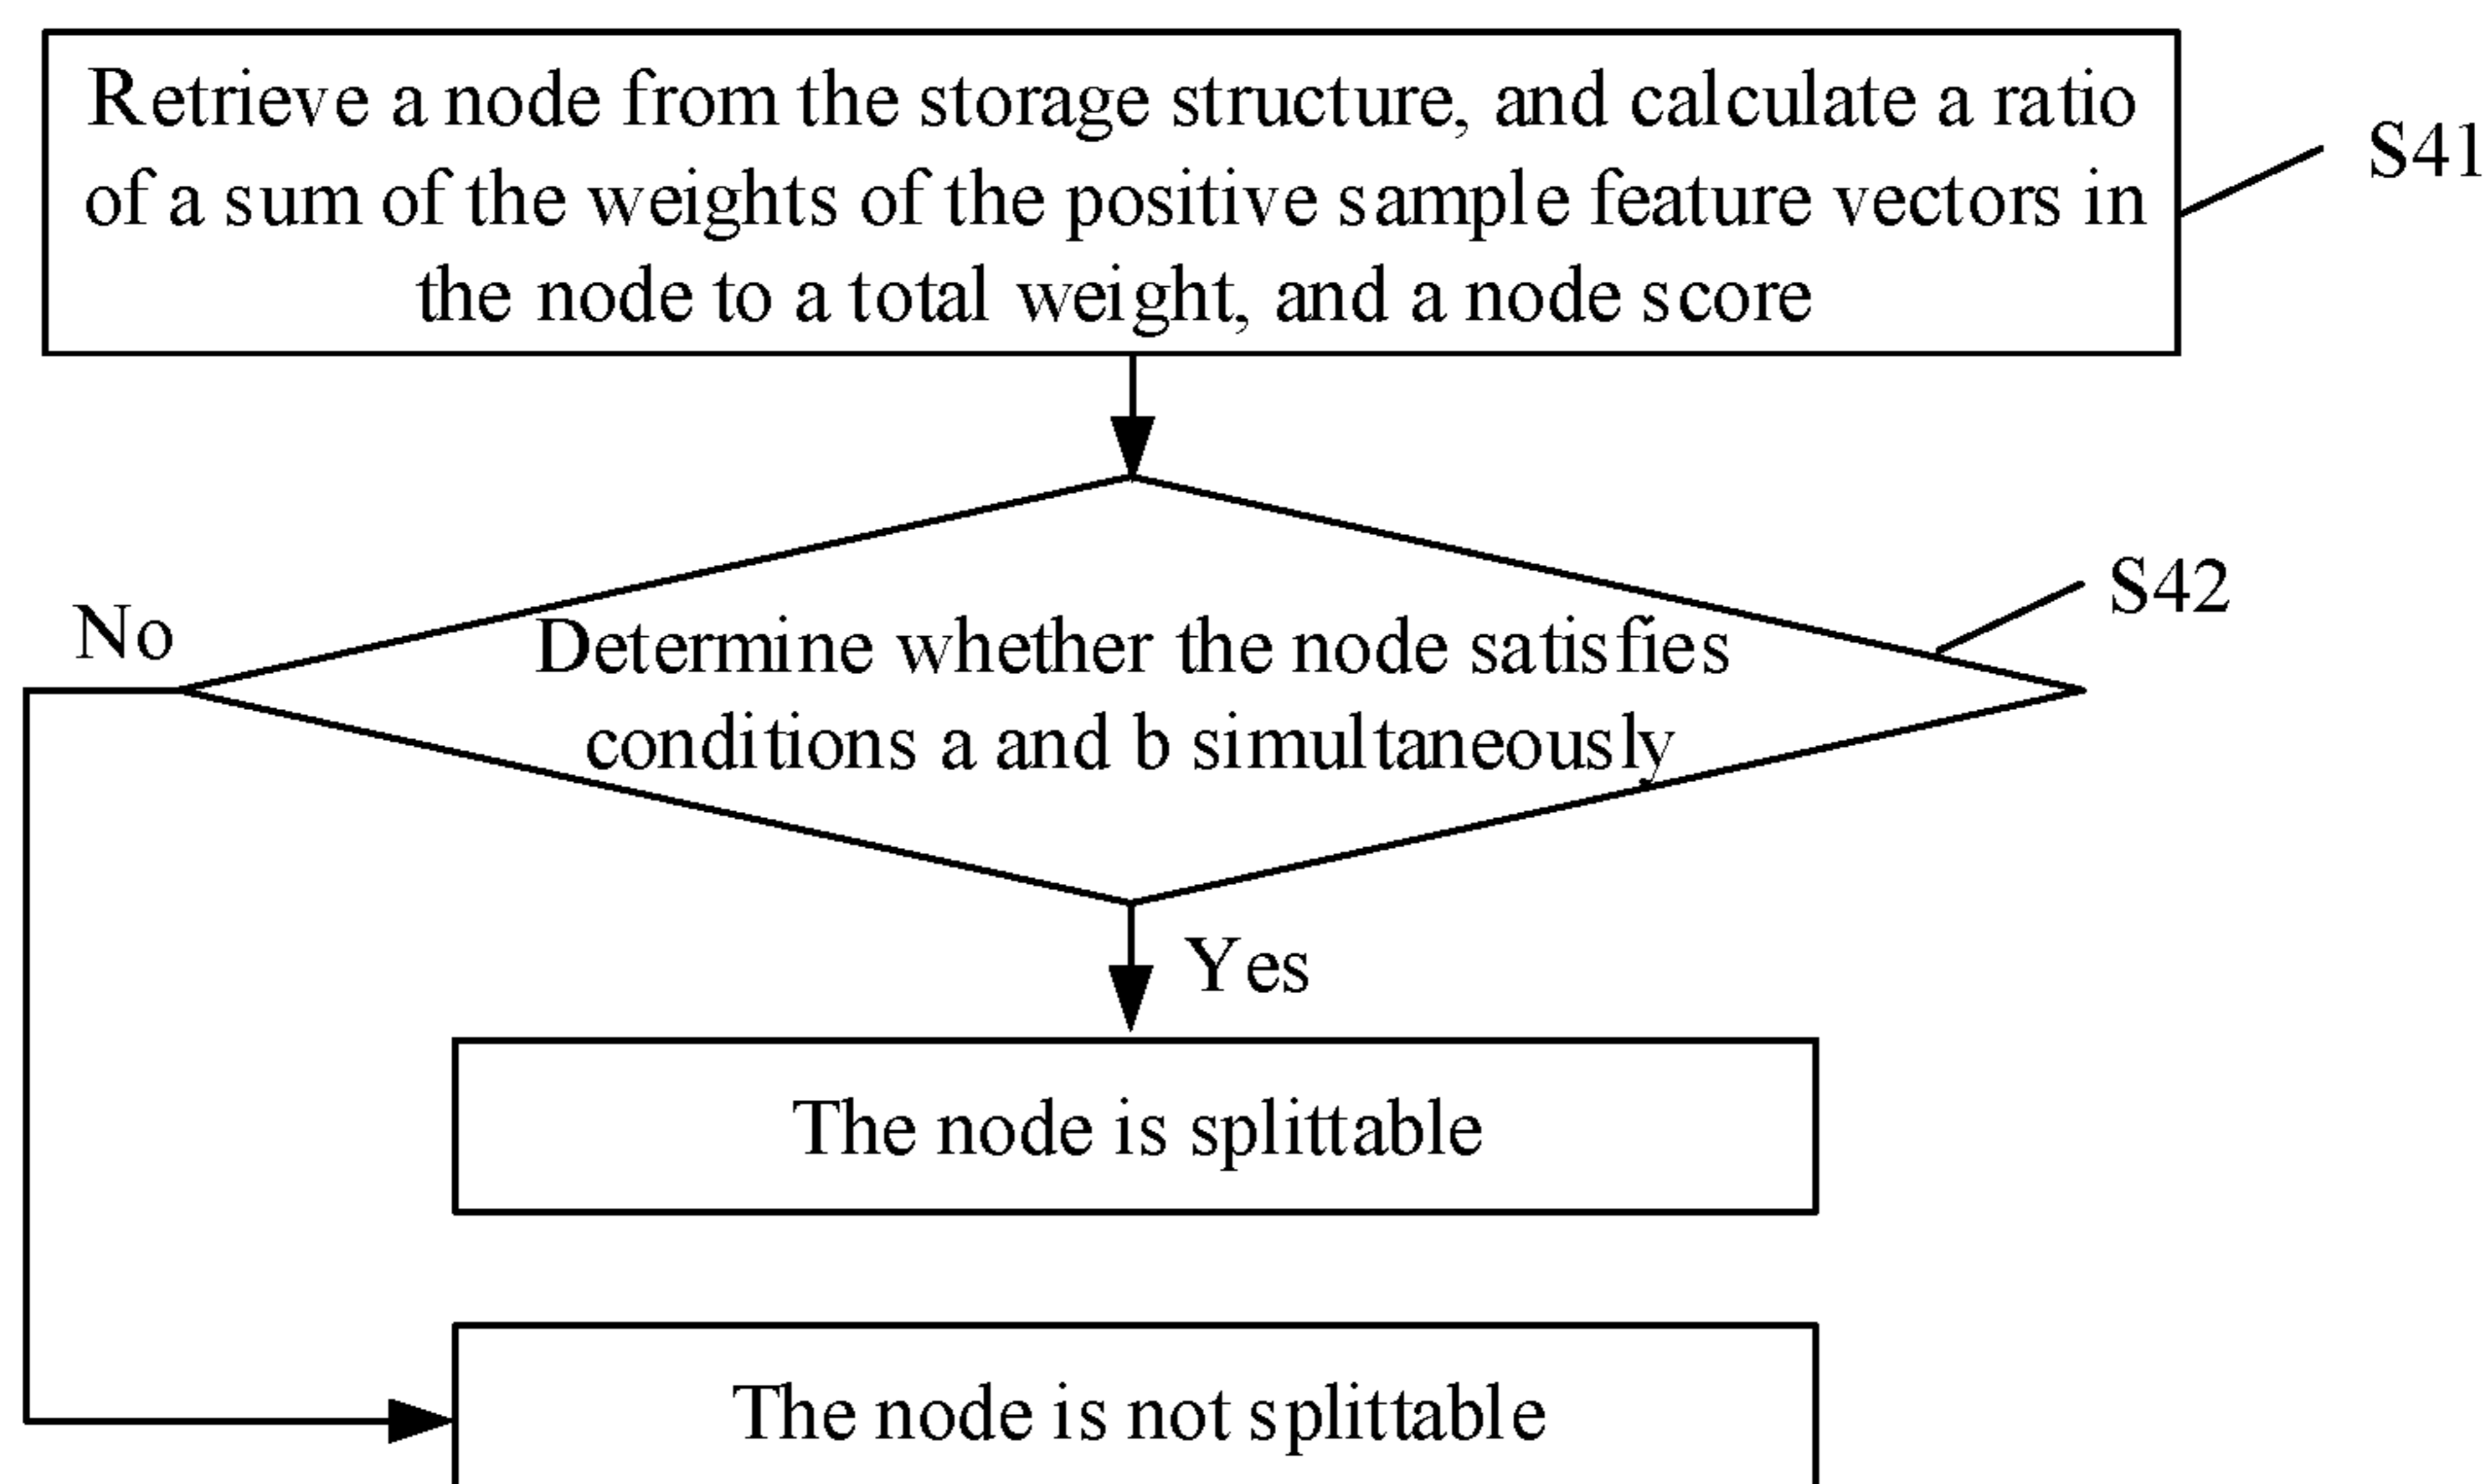 Retrieve a node from the storage structure, and calculate a ratio
of a sum of the weights of the positive sample feature vectors in
the node to a total weight, and a node score
S41
S42
No
Determine whether the node satisfies
conditions a and b simultaneously
Yes
The node is splittable
The node is not splittable